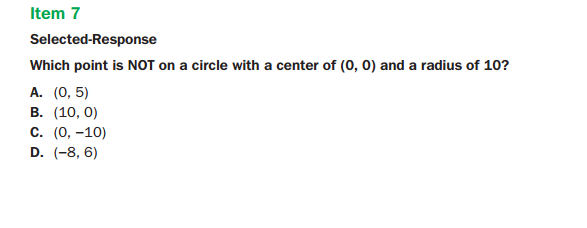 Item 7
Selected-Response
Which point is NOT on a circle with a center of (0, 0) and a radius of 10?
A. (0, 5)
B. (10, 0)
C. (0, –10)
D. (–8, 6)